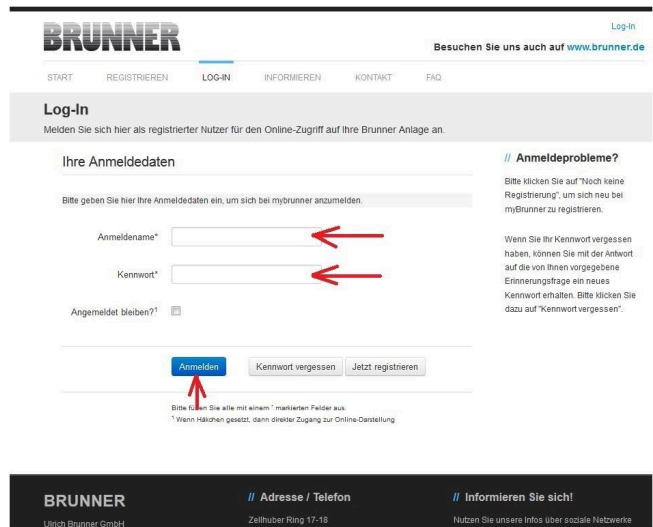 BRUNNER
Log-In
Besuchen Sie uns auch auf www.brunner.de
START REGISTRIEREN LOG-IN INFORMIEREN KONTAKT FAQ
Log-In
Melden Sie sich hier als registrierter Nutzer für den Online-Zugriff auf Ihre Brunner Anlage an.
Ihre Anmeldedaten
Bitte geben Sie hier Ihre Anmeldedaten ein, um sich bei mybrunner anzumelden.
Anmeldename*
Kennwort*
Angemeldet bleiben?¹
Anmelden Kennwort vergessen Jetzt registrieren
Bitte füllen Sie alle mit einem * markierten Felder aus.
¹ Wenn Häkchen gesetzt, dann direkter Zugang zur Online-Darstellung
// Anmeldeprobleme?
Bitte klicken Sie auf "Noch keine
Registrierung", um sich neu bei
myBrunner zu registrieren.
Wenn Sie Ihr Kennwort vergessen
haben, können Sie mit der Antwort
auf die von Ihnen vorgegebene
Erinnerungsfrage ein neues
Kennwort erhalten. Bitte klicken Sie
dazu auf "Kennwort vergessen".
BRUNNER
Ulrich Brunner GmbH
// Adresse / Telefon
Zellhuber Ring 17-18
// Informieren Sie sich!
Nutzen Sie unsere Infos über soziale Netzwerke